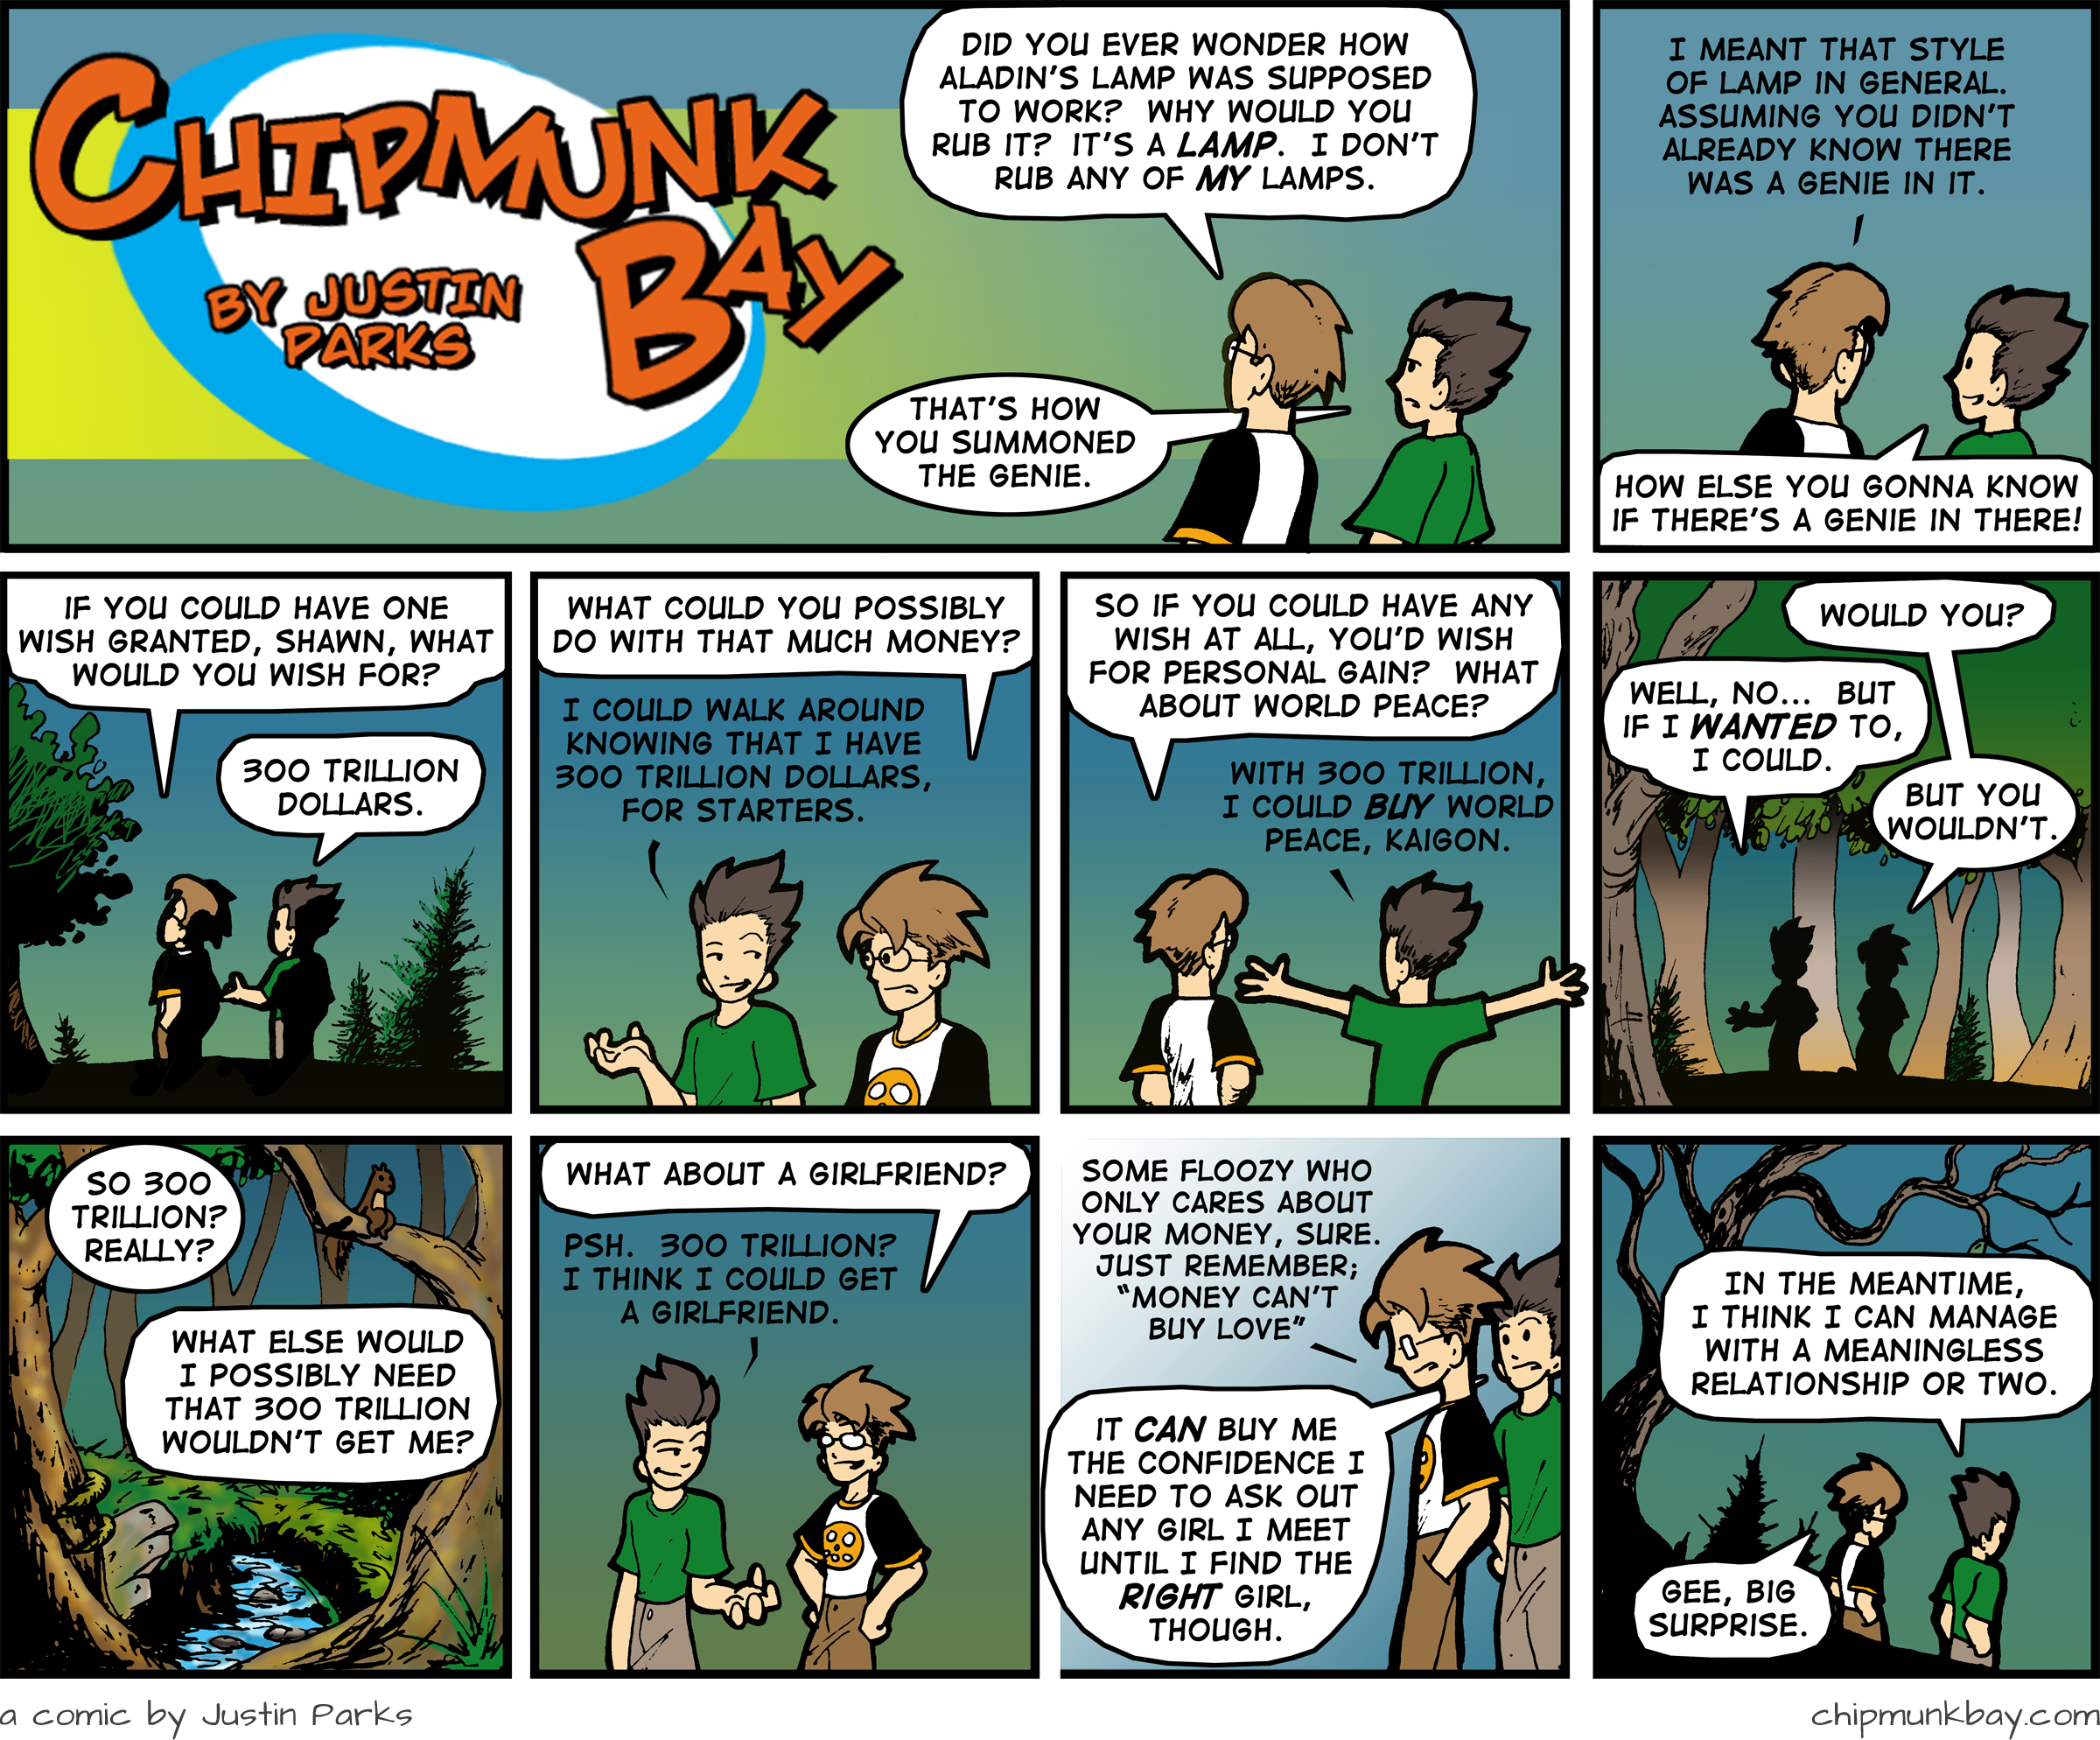 CHIPMUNK
BAY
BY JUSTIN
PARKS
DID YOU EVER WONDER HOW
ALADIN'S LAMP WAS SUPPOSED
TO WORK? WHY WOULD YOU
RUB IT? IT'S A LAMP. I DON'T
RUB ANY OF MY LAMPS.
THAT'S HOW
YOU SUMMONED
THE GENIE.
I MEANT THAT STYLE
OF LAMP IN GENERAL.
ASSUMING YOU DIDN'T
ALREADY KNOW THERE
WAS A GENIE IN IT.
HOW ELSE YOU GONNA KNOW
IF THERE'S A GENIE IN THERE!
IF YOU COULD HAVE ONE
WISH GRANTED, SHAWN, WHAT
WOULD YOU WISH FOR?
300 TRILLION
DOLLARS.
WHAT COULD YOU POSSIBLY
DO WITH THAT MUCH MONEY?
I COULD WALK AROUND
KNOWING THAT I HAVE
300 TRILLION DOLLARS,
FOR STARTERS.
SO IF YOU COULD HAVE ANY
WISH AT ALL, YOU'D WISH
FOR PERSONAL GAIN? WHAT
ABOUT WORLD PEACE?
WITH 300 TRILLION,
I COULD BUY WORLD
PEACE, KAIGON.
WOULD YOU?
WELL, NO... BUT
IF I WANTED TO,
I COULD.
BUT YOU
WOULDN'T.
SO 300
TRILLION?
REALLY?
WHAT ELSE WOULD
I POSSIBLY NEED
THAT 300 TRILLION
WOULDN'T GET ME?
WHAT ABOUT A GIRLFRIEND?
PSH. 300 TRILLION?
I THINK I COULD GET
A GIRLFRIEND.
SOME FLOOZY WHO
ONLY CARES ABOUT
YOUR MONEY, SURE.
JUST REMEMBER;
"MONEY CAN'T
BUY LOVE"
IT CAN BUY ME
THE CONFIDENCE I
NEED TO ASK OUT
ANY GIRL I MEET
UNTIL I FIND THE
RIGHT GIRL,
THOUGH.
IN THE MEANTIME,
I THINK I CAN MANAGE
WITH A MEANINGLESS
RELATIONSHIP OR TWO.
GEE, BIG
SURPRISE.
a comic by Justin Parks
chipmunkbay.com